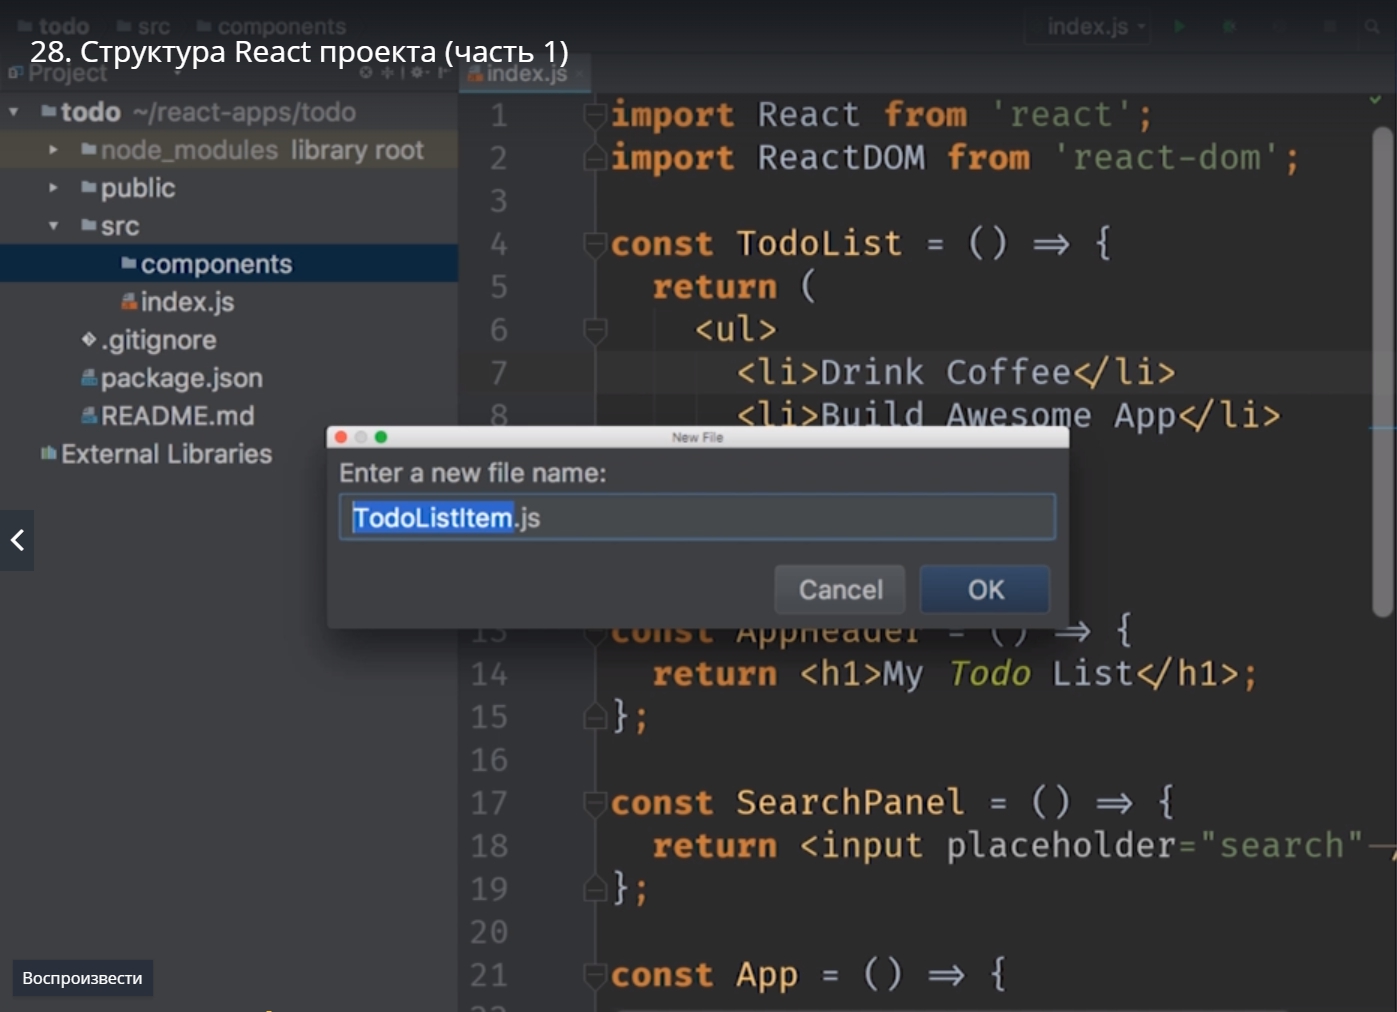 todo src components index.js
28. Структура React проекта (часть 1)
Project index.js
todo ~/react-apps/todo
node_modules library root
public
src
components
index.js
.gitignore
package.json
README.md
External Libraries
1 import React from 'react';
2 import ReactDOM from 'react-dom';
3
4 const TodoList = () => {
5 return (
6 <ul>
7 <li>Drink Coffee</li>
8 <li>Build Awesome App</li>
New File
Enter a new file name:
TodoListItem.js
Cancel OK
13 const AppHeader = () => {
14 return <h1>My Todo List</h1>;
15 };
16
17 const SearchPanel = () => {
18 return <input placeholder="search"
19 };
20
21 const App = () => {
Воспроизвести